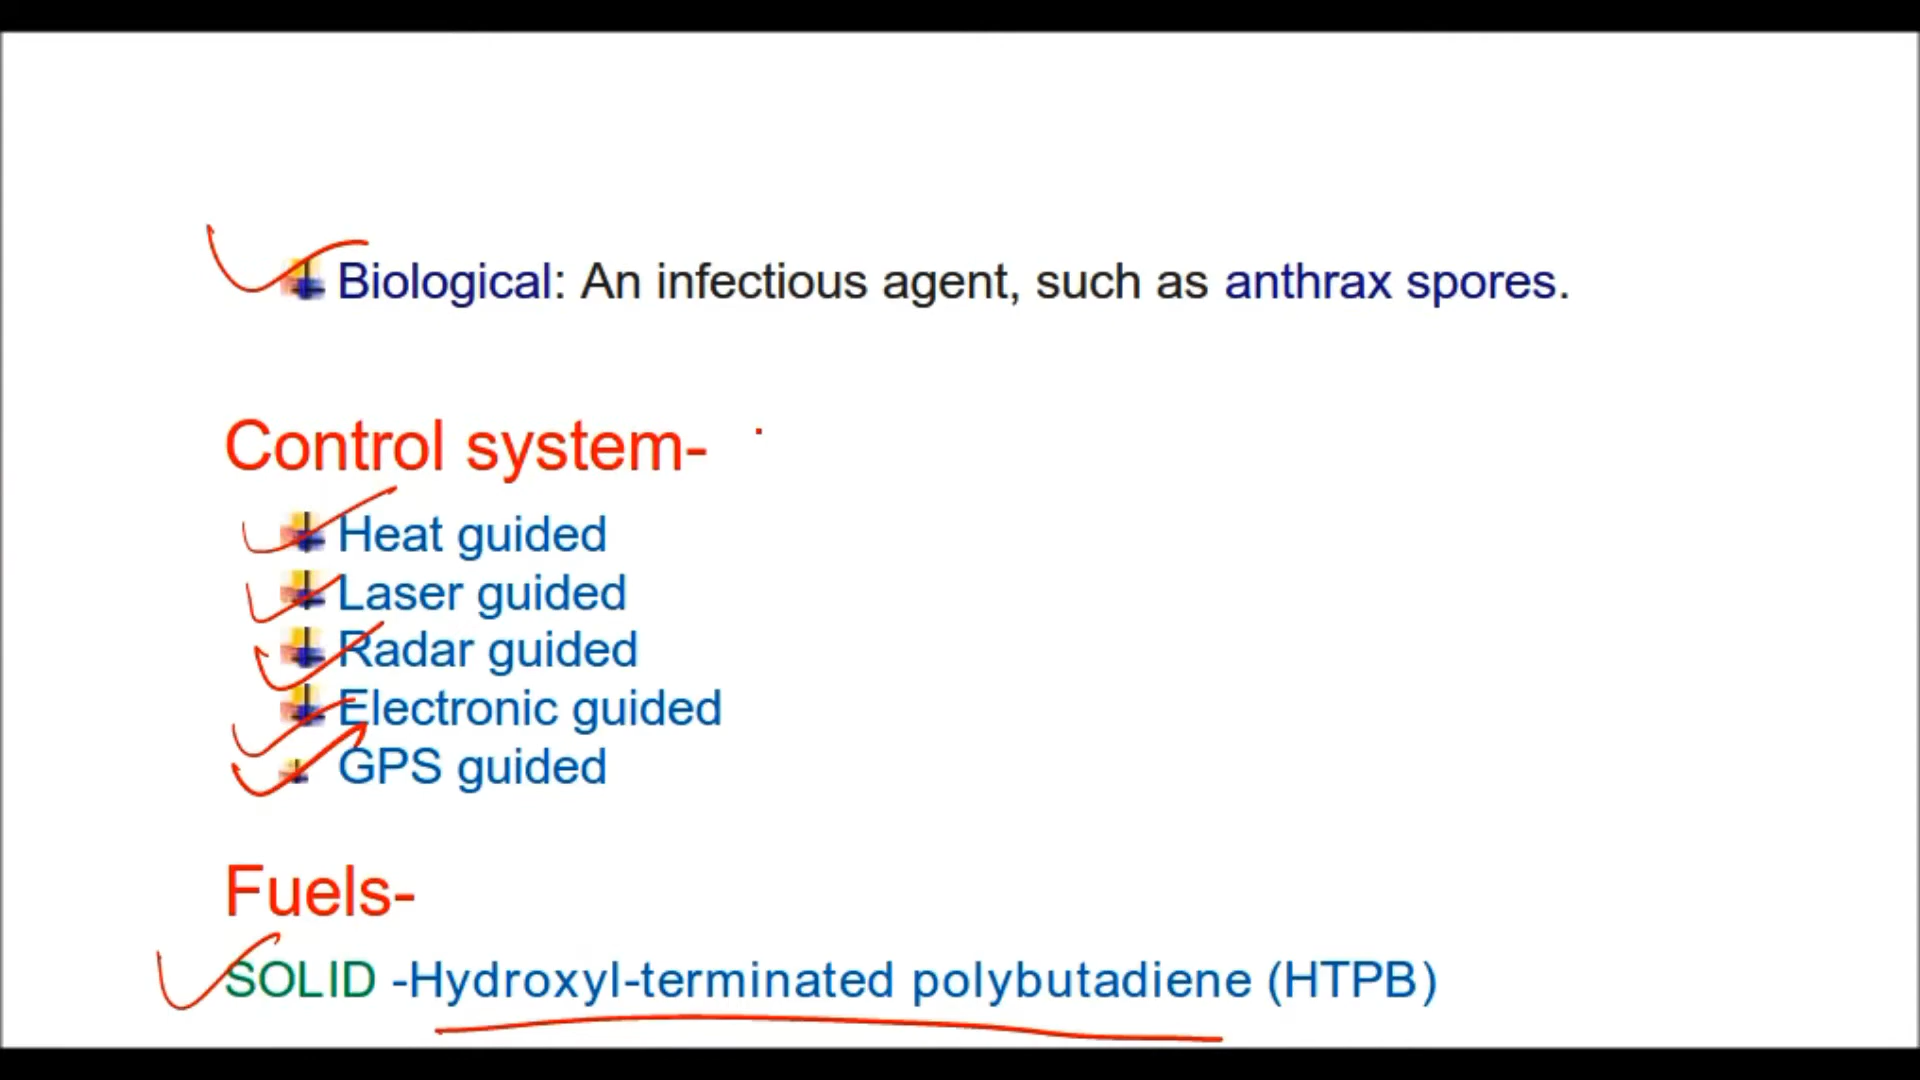 Biological: An infectious agent, such as anthrax spores.
Control system-
Heat guided
Laser guided
Radar guided
Electronic guided
GPS guided
Fuels-
SOLID -Hydroxyl-terminated polybutadiene (HTPB)